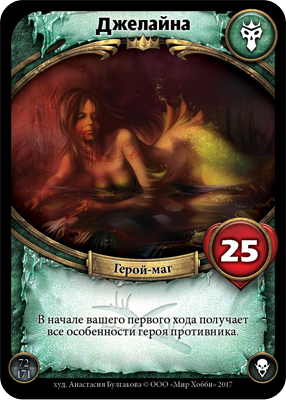 Джелайна
25
Герой-маг
В начале вашего первого хода получает
все особенности героя противника.
72
171
худ. Анастасия Булгакова © ООО «Мир Хобби» 2017